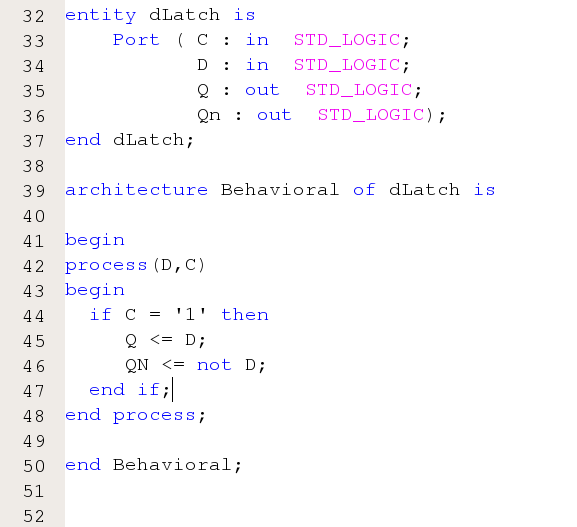 32 entity dLatch is
33     Port ( C : in  STD_LOGIC;
34            D : in  STD_LOGIC;
35            Q : out  STD_LOGIC;
36            Qn : out  STD_LOGIC);
37 end dLatch;
38
39 architecture Behavioral of dLatch is
40
41 begin
42 process(D,C)
43 begin
44   if C = '1' then
45      Q <= D;
46      QN <= not D;
47   end if;
48 end process;
49
50 end Behavioral;
51
52